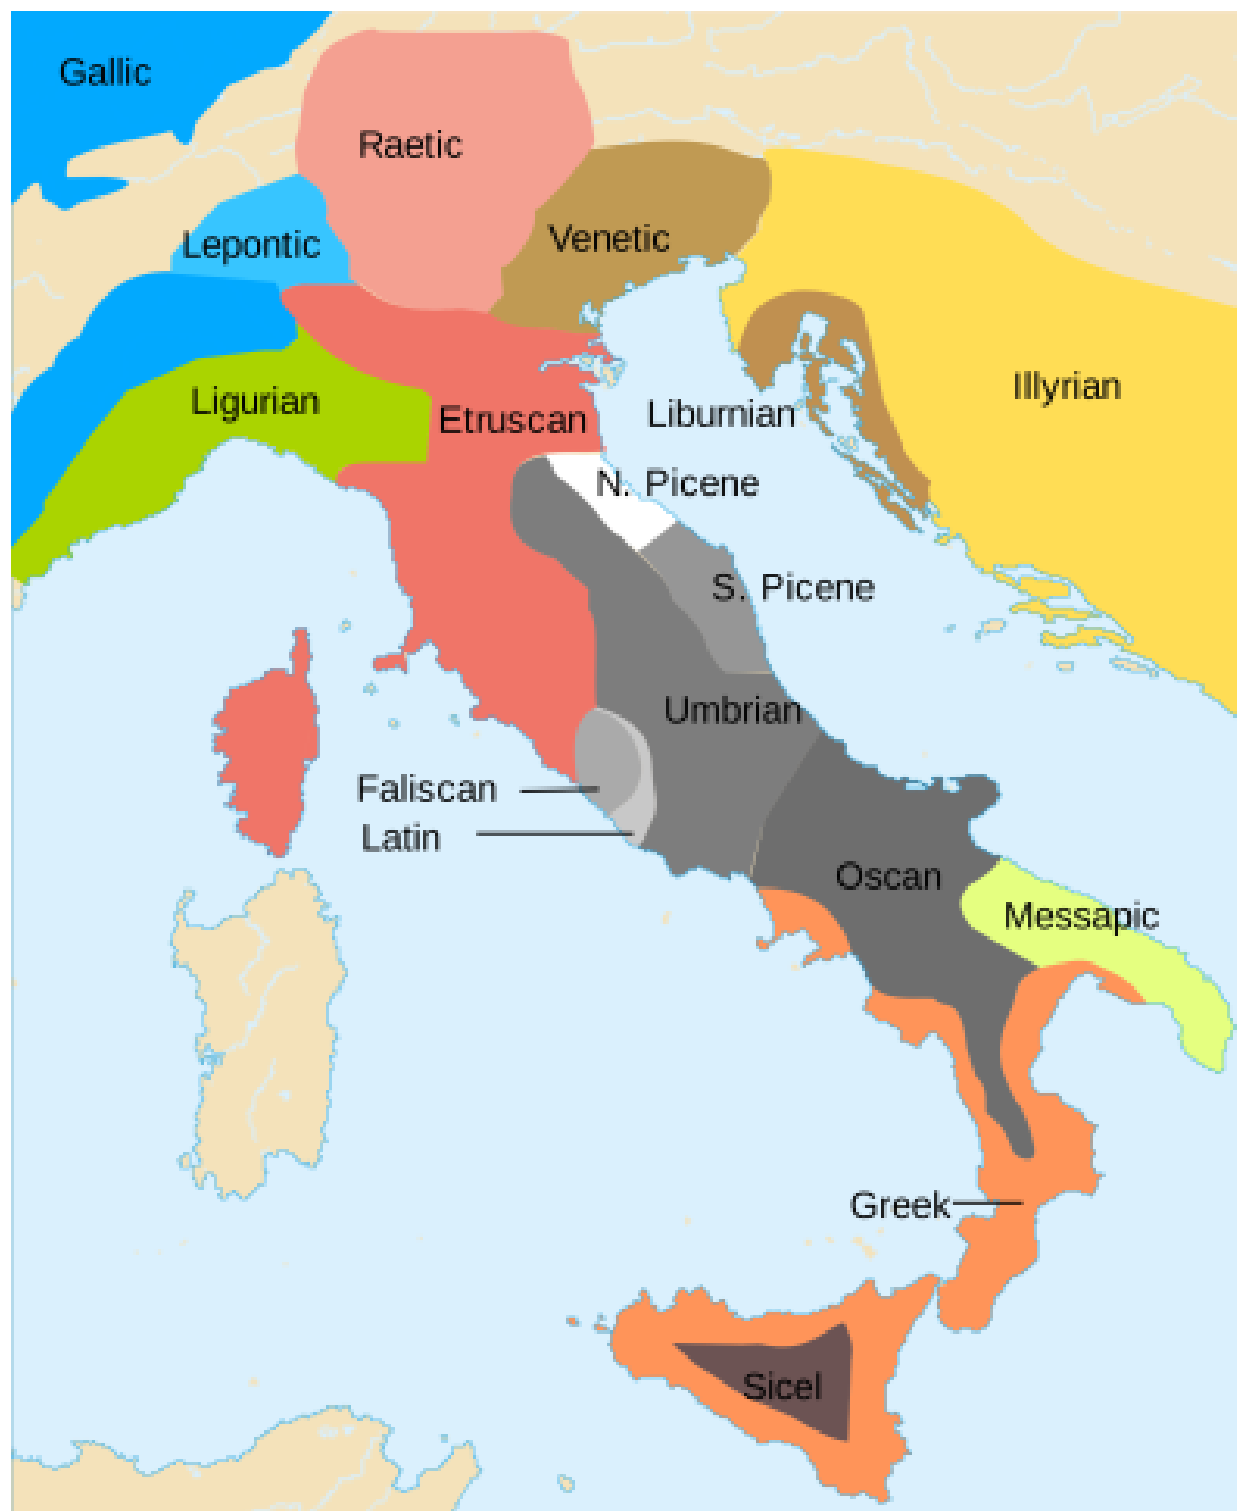 Gallic
Raetic
Lepontic
Venetic
Ligurian
Etruscan
Liburnian
Illyrian
N. Picene
S. Picene
Umbrian
Faliscan
Latin
Oscan
Messapic
Greek
Sicel